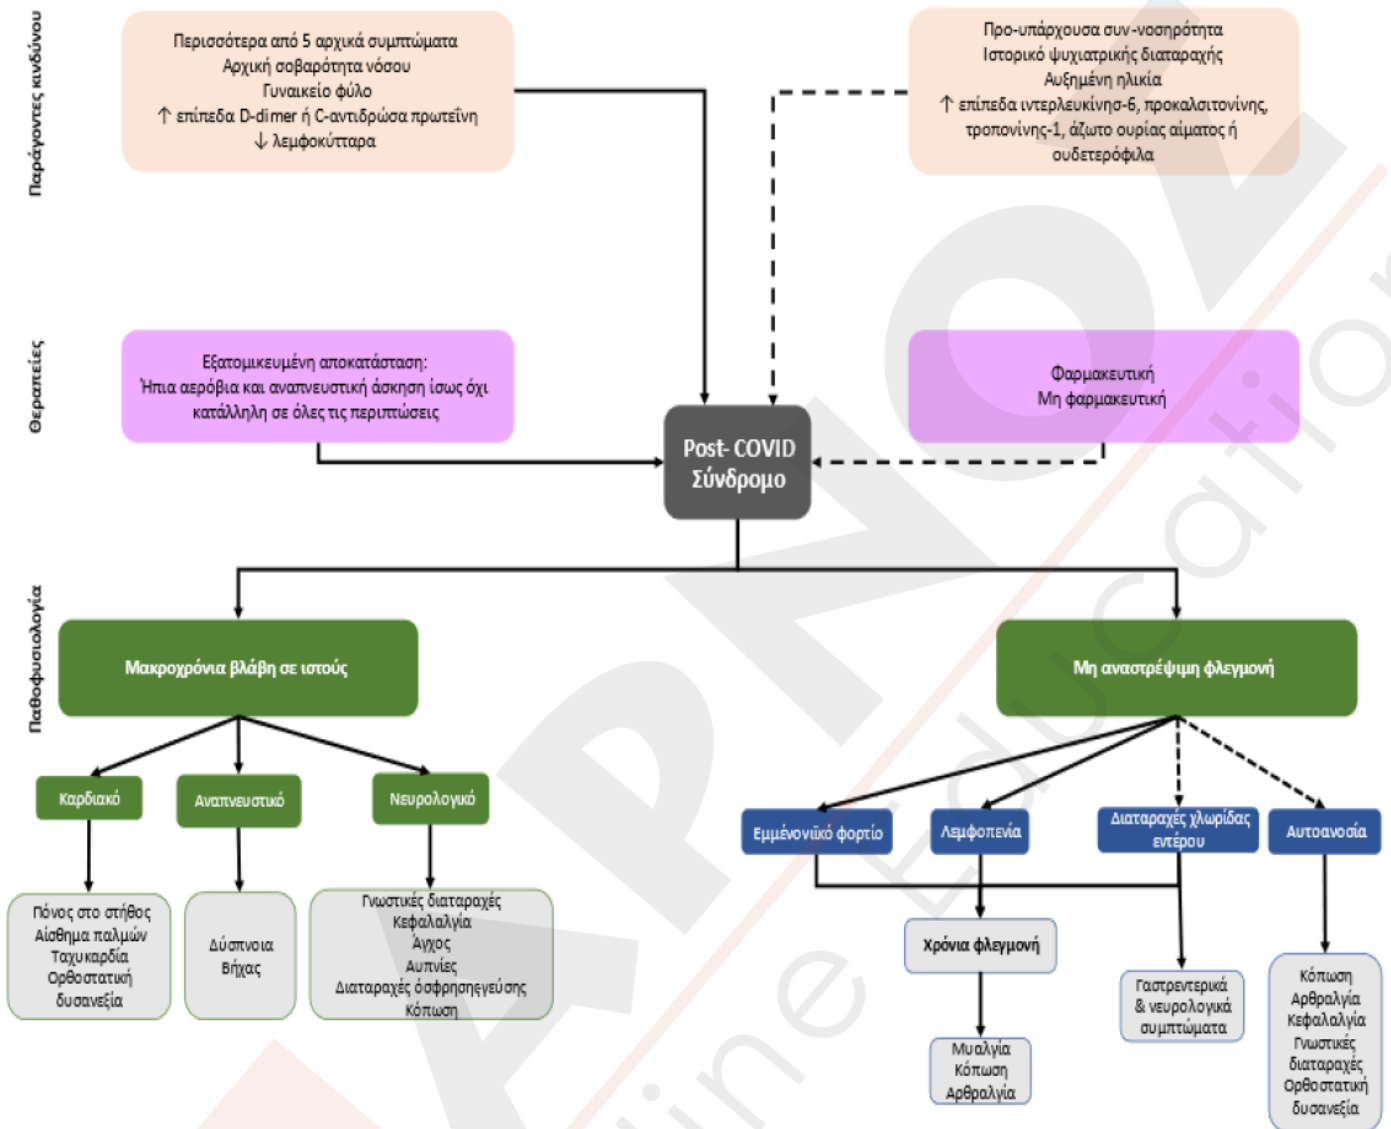 Παράγοντες κινδύνου
Περισσότερα από 5 αρχικά συμπτώματα
Αρχική σοβαρότητα νόσου
Γυναικείο φύλο
↑ επίπεδα D-dimer ή C-αντιδρώσα πρωτεΐνη
↓ λεμφοκύτταρα
Προ-υπάρχουσα συν-νοσηρότητα
Ιστορικό ψυχιατρικής διαταραχής
Αυξημένη ηλικία
↑ επίπεδα ιντερλευκίνησ-6, προκαλσιτονίνης,
τροπονίνης-1, άζωτο ουρίας αίματος ή
ουδετερόφιλα
Θεραπείες
Εξατομικευμένη αποκατάσταση:
Ήπια αερόβια και αναπνευστική άσκηση ίσως όχι
κατάλληλη σε όλες τις περιπτώσεις
Φαρμακευτική
Μη φαρμακευτική
Post- COVID
Σύνδρομο
Παθοφυσιολογία
Μακροχρόνια βλάβη σε ιστούς
Μη αναστρέψιμη φλεγμονή
Καρδιακό
Αναπνευστικό
Νευρολογικό
Εμμένονιϊκό φορτίο
Λεμφοπενία
Διαταραχές χλωρίδας
εντέρου
Αυτοανοσία
Πόνος στο στήθος
Αίσθημα παλμών
Ταχυκαρδία
Ορθοστατική
δυσανεξία
Δύσπνοια
Βήχας
Γνωστικές διαταραχές
Κεφαλαλγία
Άγχος
Αυπνίες
Διαταραχές όσφρησης-γεύσης
Κόπωση
Χρόνια φλεγμονή
Μυαλγία
Κόπωση
Αρθραλγία
Γαστρεντερικά
& νευρολογικά
συμπτώματα
Κόπωση
Αρθραλγία
Κεφαλαλγία
Γνωστικές
διαταραχές
Ορθοστατική
δυσανεξία
Education